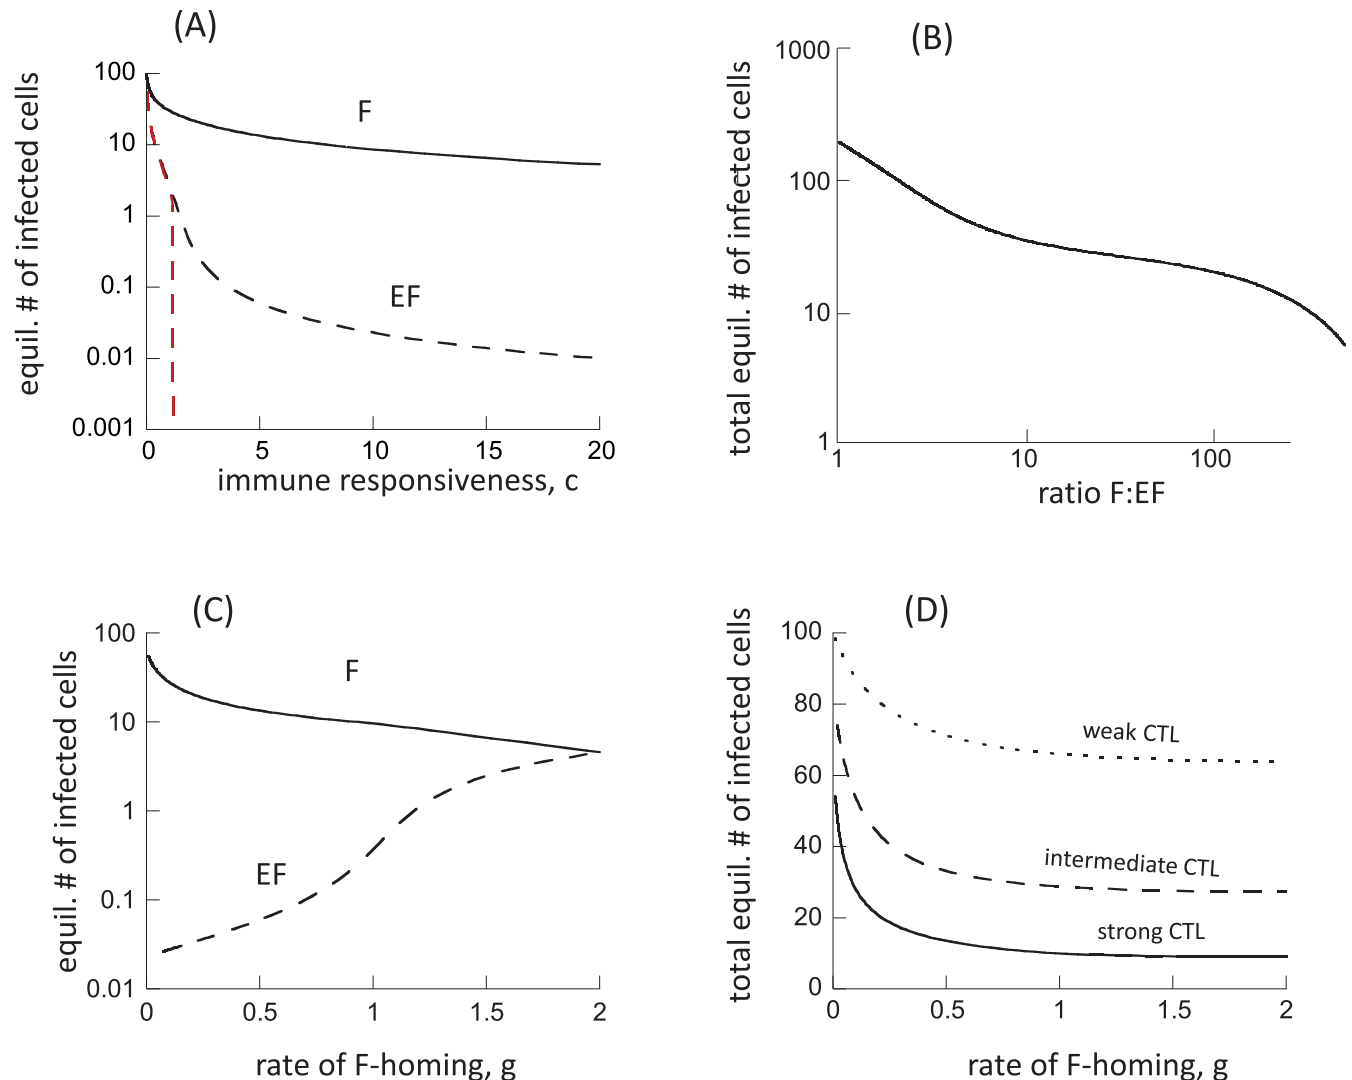 (A)
equil. # of infected cells
100
10
1
0.1
0.01
0.001
F
EF
0 5 10 15 20
immune responsiveness, c
(B)
total equil. # of infected cells
1000
100
10
1
1 10 100
ratio F:EF
(C)
equil. # of infected cells
100
10
1
0.1
0.01
F
EF
0 0.5 1 1.5 2
rate of F-homing, g
(D)
total equil. # of infected cells
100
80
60
40
20
0
weak CTL
intermediate CTL
strong CTL
0 0.5 1 1.5 2
rate of F-homing, g